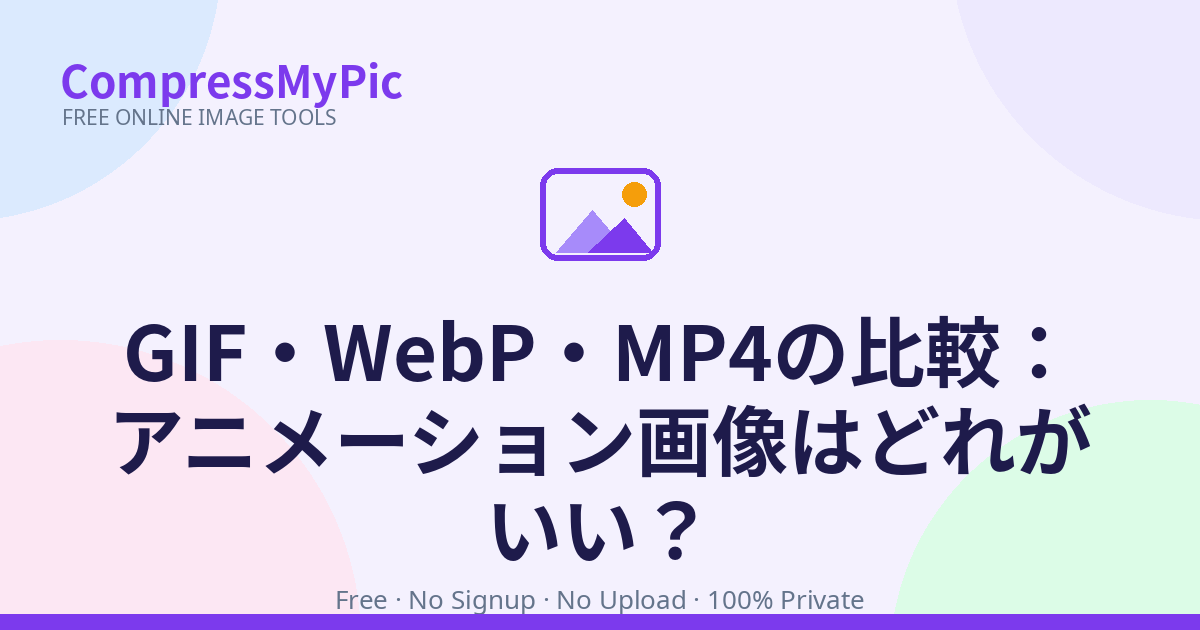 CompressMyPic
FREE ONLINE IMAGE TOOLS
GIF・WebP・MP4の比較：
アニメーション画像はどれが
いい？
Free · No Signup · No Upload · 100% Private